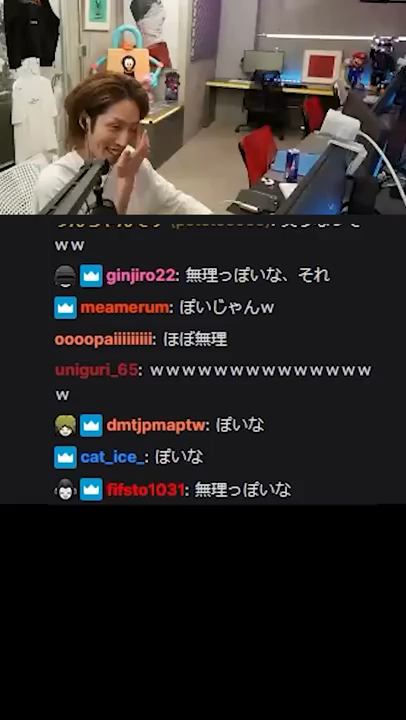 ww
ginjiro22: 無理っぽいな、それ
meamerum: ぽいじゃんw
oooopaiiiiiiiii: ほぼ無理
uniguri_65: ｗｗｗｗｗｗｗｗｗｗｗｗｗｗ
ｗ
dmtjpmaptw: ぽいな
cat_ice_: ぽいな
fifsto1031: 無理っぽいな